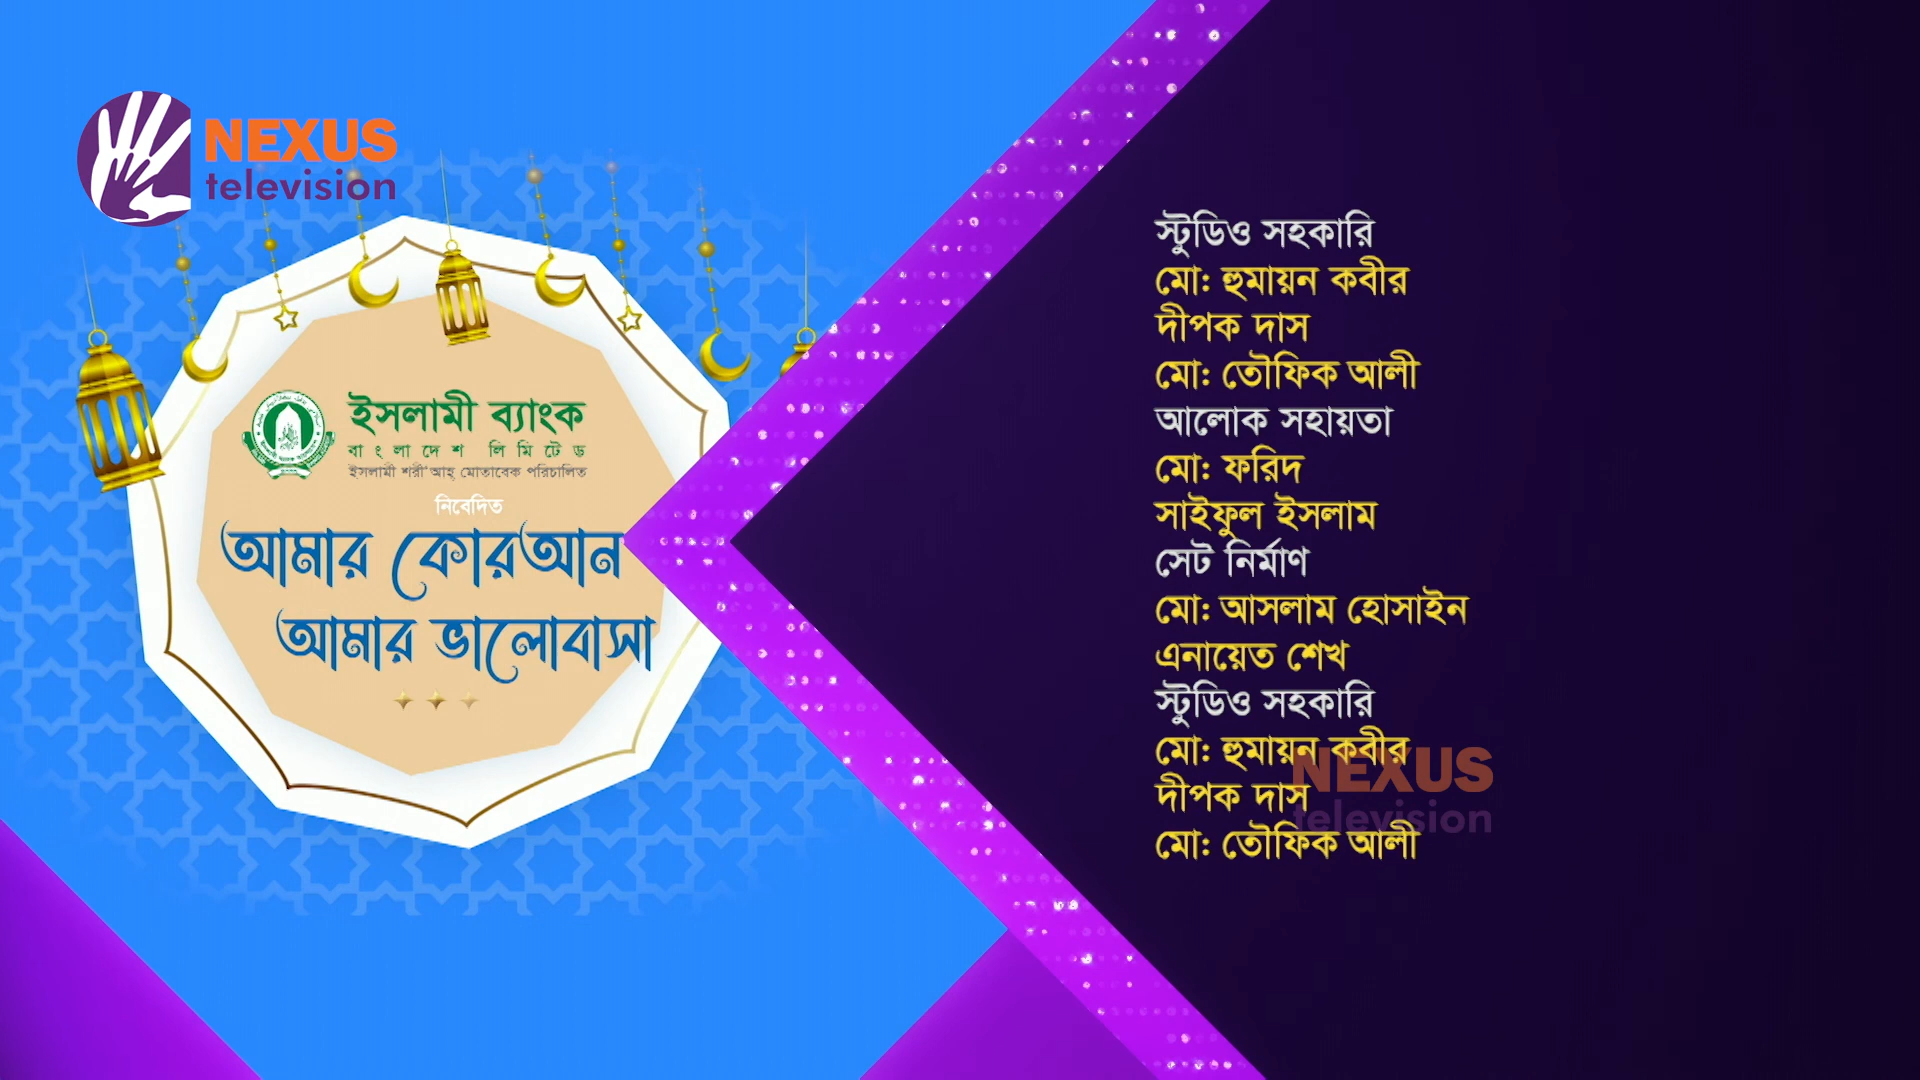 NEXUS
television
ইসলামী ব্যাংক
বাংলাদেশ লিমিটেড
ইসলামী শরী'আহ্ মোতাবেক পরিচালিত
নিবেদিত
আমার কোরআন
আমার ভালোবাসা
স্টুডিও সহকারি
মো: হুমায়ন কবীর
দীপক দাস
মো: তৌফিক আলী
আলোক সহায়তা
মো: ফরিদ
সাইফুল ইসলাম
সেট নির্মাণ
মো: আসলাম হোসাইন
এনায়েত শেখ
স্টুডিও সহকারি
মো: হুমায়ন কবীর
NEXUS
দীপক দাস
television
মো: তৌফিক আলী